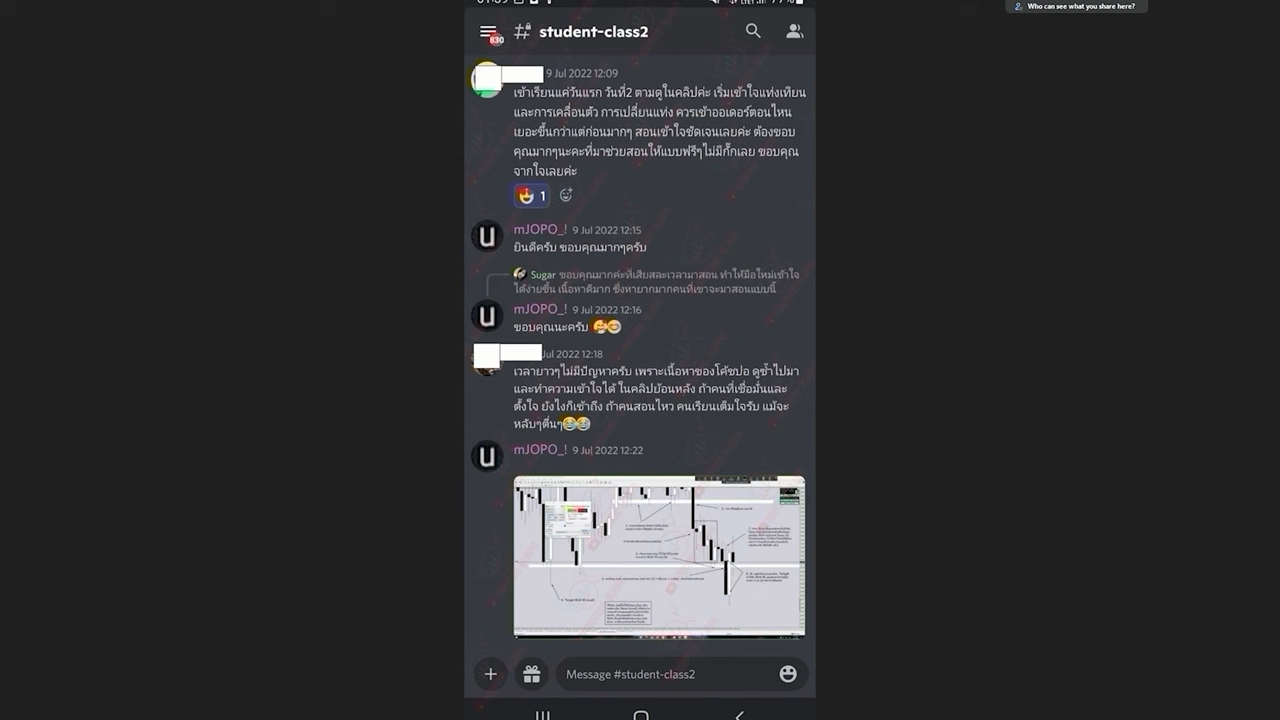 Who can see what you share here?
830
student-class2
9 Jul 2022 12:09
เข้าเรียนแค่วันแรก วันที่2 ตามดูในคลิปค่ะ เริ่มเข้าใจแท่งเทียน
และการเคลื่อนตัว การเปลี่ยนแท่ง ควรเข้าออเดอร์ตอนไหน
เยอะขึ้นกว่าแต่ก่อนมากๆ สอนเข้าใจชัดเจนเลยค่ะ ต้องขอบ
คุณมากๆนะคะที่มาช่วยสอนให้แบบฟรีๆไม่มีกั๊กเลย ขอบคุณ
จากใจเลยค่ะ
1
mJOPO_! 9 Jul 2022 12:15
ยินดีครับ ขอบคุณมากๆครับ
Sugar ขอบคุณมากค่ะที่เสียสละเวลามาสอน ทำให้มือใหม่เข้าใจ
ได้ง่ายขึ้น เนื้อหาดีมาก ซึ่งหายากมากคนที่เขาจะมาสอนแบบนี้
mJOPO_! 9 Jul 2022 12:16
ขอบคุณนะครับ 🤗😊
Jul 2022 12:18
เวลายาวๆไม่มีปัญหาครับ เพราะเนื้อหาของโค้ชปอ ดูซ้ำไปมา
และทำความเข้าใจได้ ในคลิปย้อนหลัง ถ้าคนที่เชื่อมั่นและ
ตั้งใจ ยังไงก็เข้าถึง ถ้าคนสอนไหว คนเรียนเต็มใจรับ แม้จะ
หลับๆตื่นๆ😂😂
mJOPO_! 9 Jul 2022 12:22
Message #student-class2